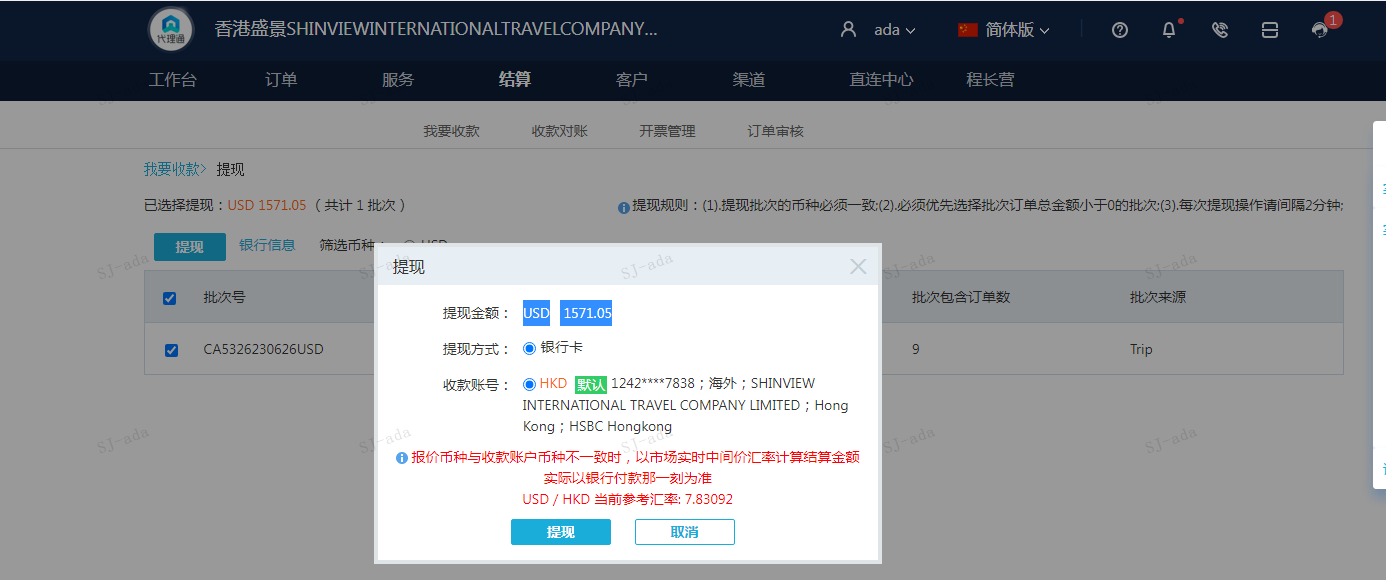 代理通
香港盛景SHINVIEWINTERNATIONALTRAVELCOMPANY...
ada
简体版
1
工作台 订单 服务 结算 客户 渠道 直连中心 程长营
我要收款 收款对账 开票管理 订单审核
我要收款> 提现
已选择提现：USD 1571.05 （ 共计 1 批次 ）
提现规则：(1).提现批次的币种必须一致;(2).必须优先选择批次订单总金额小于0的批次;(3).每次提现操作请间隔2分钟;
提现 银行信息 筛选币种： USD
批次号 批次包含订单数 批次来源
CA5326230626USD 9 Trip
提现
提现金额： USD 1571.05
提现方式： 银行卡
收款账号： HKD 默认 1242****7838；海外；SHINVIEW
INTERNATIONAL TRAVEL COMPANY LIMITED；Hong
Kong；HSBC Hongkong
报价币种与收款账户币种不一致时，以市场实时中间价汇率计算结算金额
实际以银行付款那一刻为准
USD / HKD 当前参考汇率: 7.83092
提现 取消
SJ-ada
SJ-ada
SJ-ada
SJ-ada
SJ-ada
SJ-ada
SJ-ada
SJ-ada
SJ-ada
SJ-ada